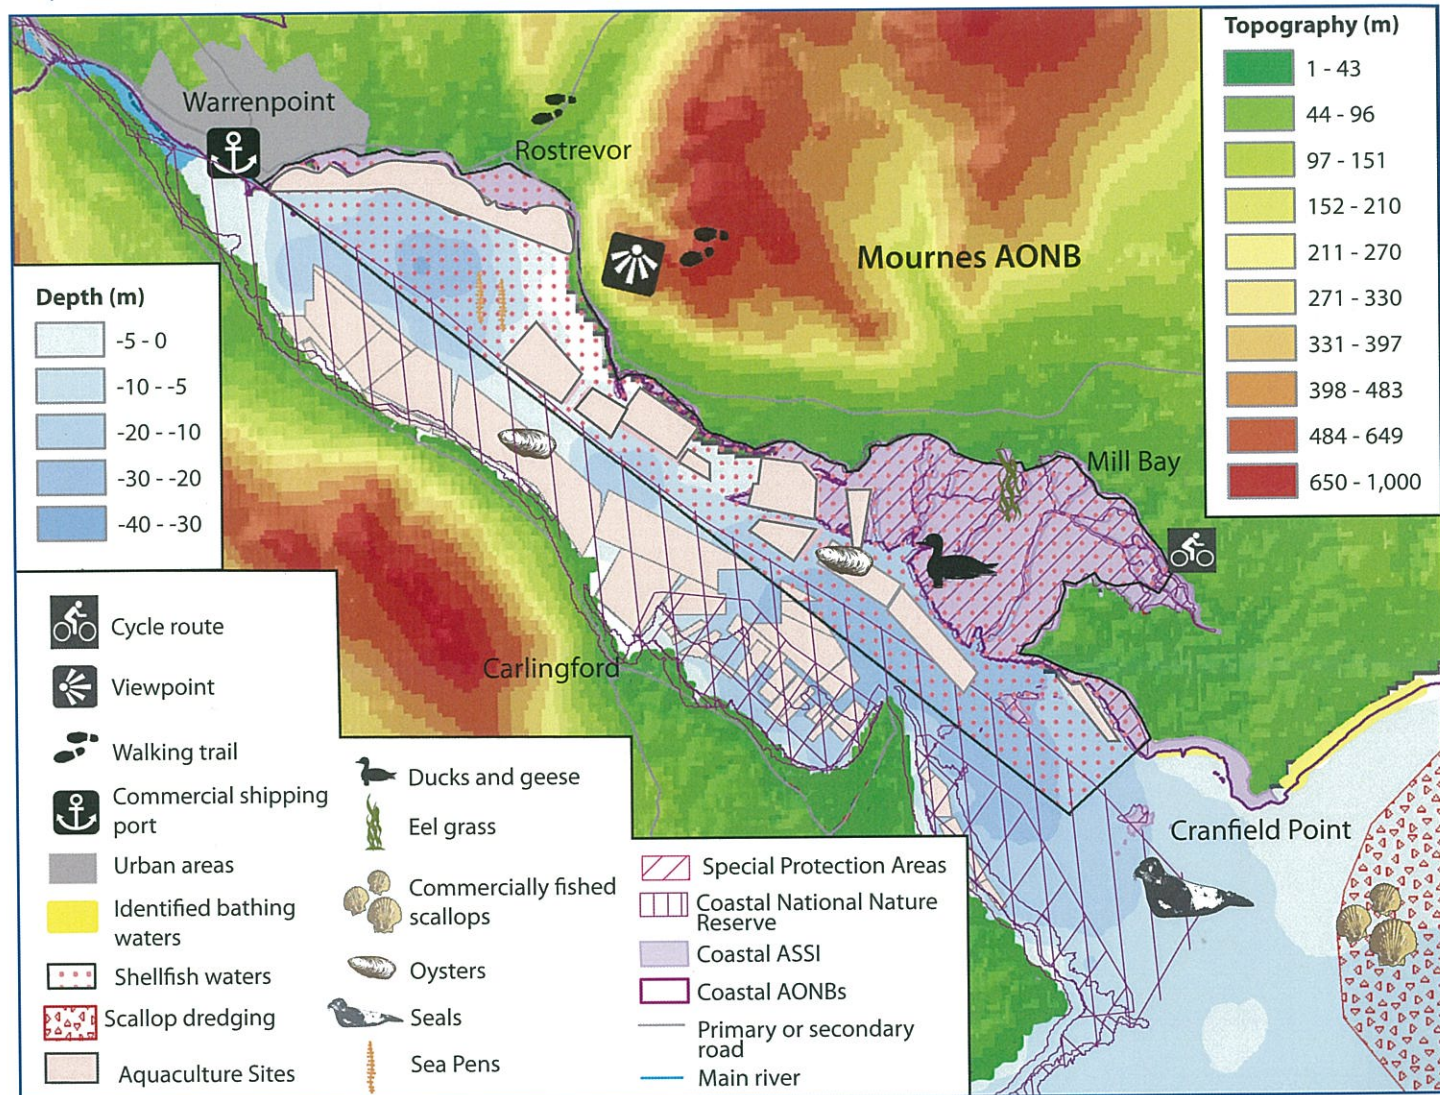 Warrenpoint
Rostrevor
Mournes AONB
Mill Bay
Carlingford
Cranfield Point
Topography (m)
1 - 43
44 - 96
97 - 151
152 - 210
211 - 270
271 - 330
331 - 397
398 - 483
484 - 649
650 - 1,000
Depth (m)
-5 - 0
-10 - -5
-20 - -10
-30 - -20
-40 - -30
Cycle route
Viewpoint
Walking trail
Commercial shipping
port
Urban areas
Identified bathing
waters
Shellfish waters
Scallop dredging
Aquaculture Sites
Ducks and geese
Eel grass
Commercially fished
scallops
Oysters
Seals
Sea Pens
Special Protection Areas
Coastal National Nature
Reserve
Coastal ASSI
Coastal AONBs
Primary or secondary
road
Main river